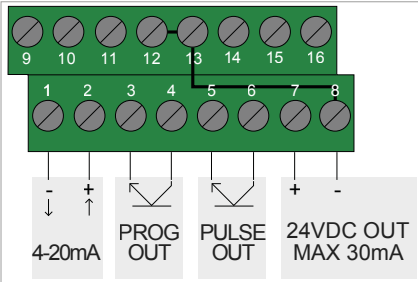 9 10 11 12 13 14 15 16
1 2 3 4 5 6 7 8
- + + -
↓ ↑
4-20mA
PROG
OUT
PULSE
OUT
24VDC OUT
MAX 30mA